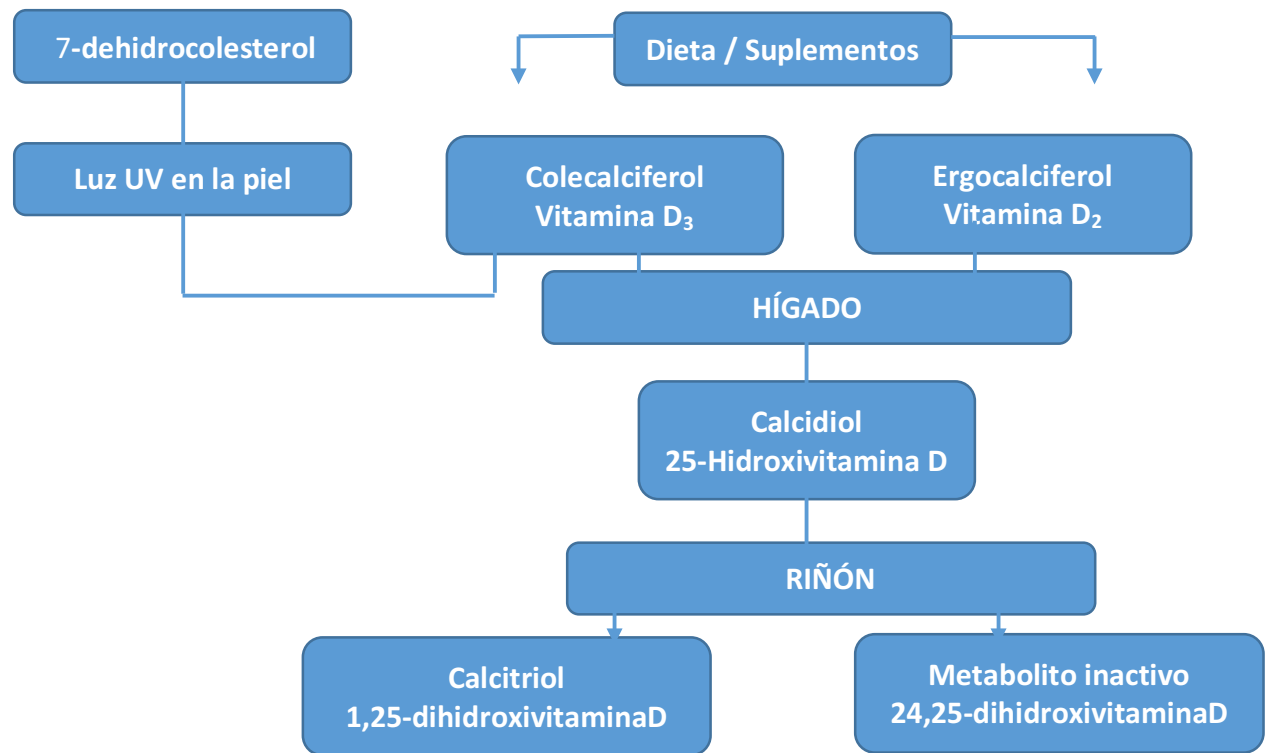 7-dehidrocolesterol
Dieta / Suplementos
Luz UV en la piel
Colecalciferol
Vitamina D₃
Ergocalciferol
Vitamina D₂
HÍGADO
Calcidiol
25-Hidroxivitamina D
RIÑÓN
Calcitriol
1,25-dihidroxivitaminaD
Metabolito inactivo
24,25-dihidroxivitaminaD